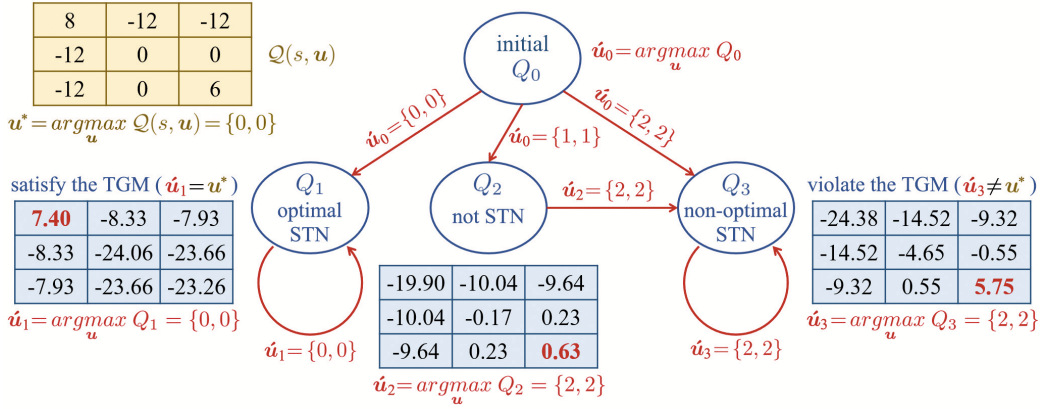 8 -12 -12
-12 0 0
-12 0 6
𝒬(s, u)
u* = argmax 𝒬(s, u) = {0, 0}
u
initial
Q₀
ú₀ = argmax Q₀
u
ú₀ = {0, 0}
ú₀ = {1, 1}
ú₀ = {2, 2}
satisfy the TGM ( ú₁ = u* )
7.40 -8.33 -7.93
-8.33 -24.06 -23.66
-7.93 -23.66 -23.26
ú₁ = argmax Q₁ = {0, 0}
u
Q₁
optimal
STN
ú₁ = {0, 0}
Q₂
not STN
ú₂ = {2, 2}
-19.90 -10.04 -9.64
-10.04 -0.17 0.23
-9.64 0.23 0.63
ú₂ = argmax Q₂ = {2, 2}
u
Q₃
non-optimal
STN
ú₃ = {2, 2}
violate the TGM ( ú₃ ≠ u* )
-24.38 -14.52 -9.32
-14.52 -4.65 -0.55
-9.32 0.55 5.75
ú₃ = argmax Q₃ = {2, 2}
u